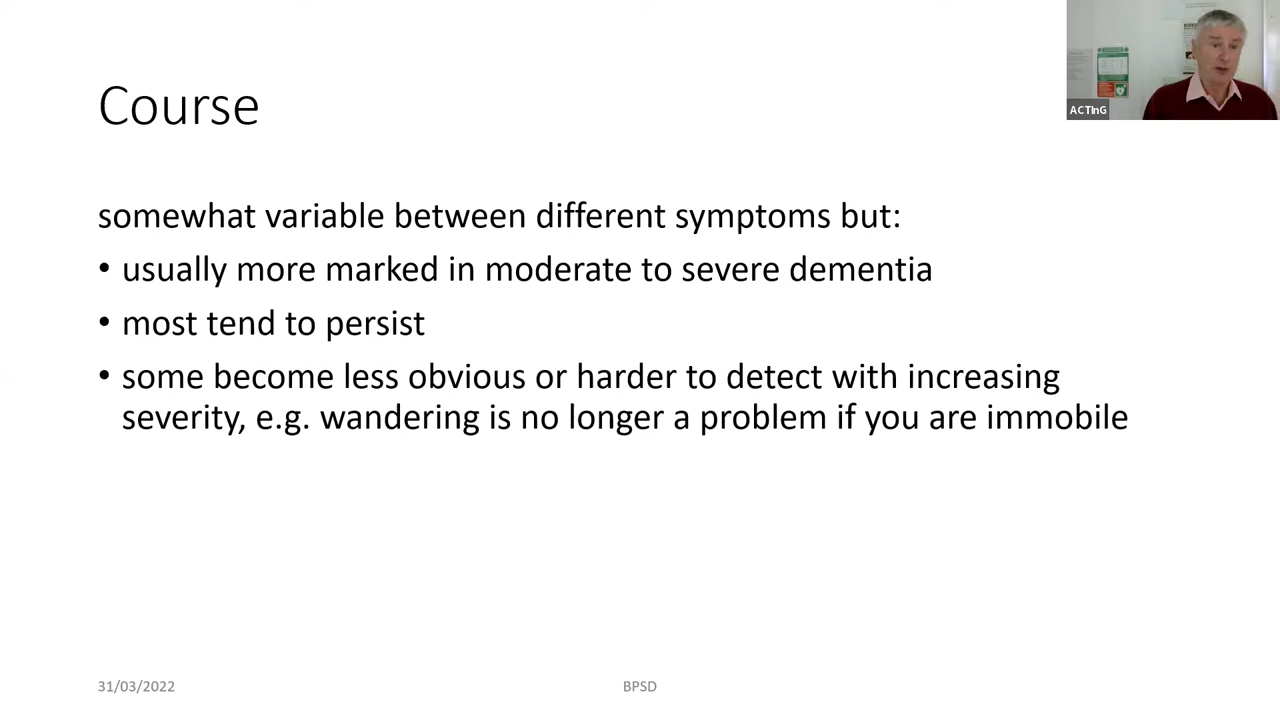 ACTInG
Course
somewhat variable between different symptoms but:
• usually more marked in moderate to severe dementia
• most tend to persist
• some become less obvious or harder to detect with increasing
severity, e.g. wandering is no longer a problem if you are immobile
31/03/2022
BPSD